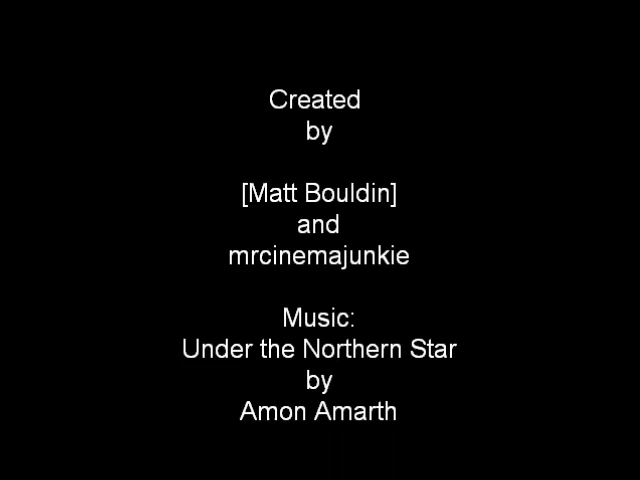 Created
by
[Matt Bouldin]
and
mrcinemajunkie
Music:
Under the Northern Star
by
Amon Amarth